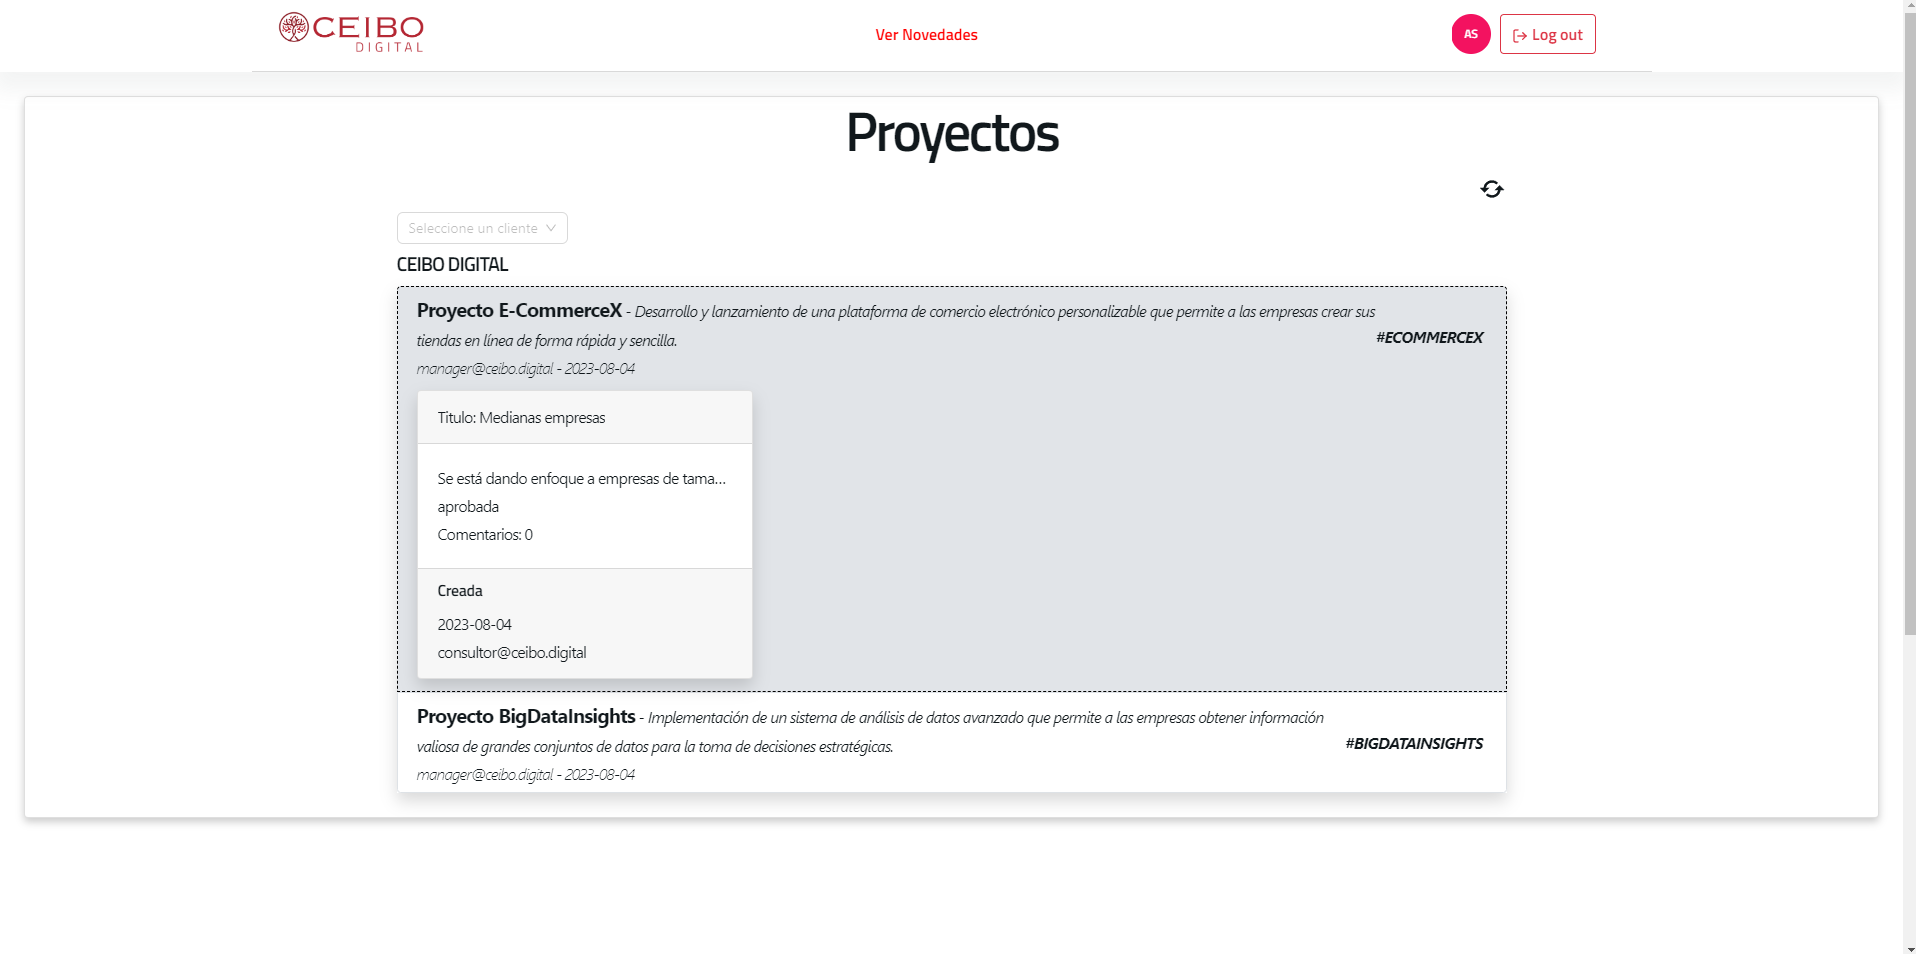 CEIBO
DIGITAL
Ver Novedades
AS
Log out
Proyectos
Seleccione un cliente
CEIBO DIGITAL
Proyecto E-CommerceX - Desarrollo y lanzamiento de una plataforma de comercio electrónico personalizable que permite a las empresas crear sus
tiendas en línea de forma rápida y sencilla.
#ECOMMERCEX
manager@ceibo.digital - 2023-08-04
Titulo: Medianas empresas
Se está dando enfoque a empresas de tama...
aprobada
Comentarios: 0
Creada
2023-08-04
consultor@ceibo.digital
Proyecto BigDataInsights - Implementación de un sistema de análisis de datos avanzado que permite a las empresas obtener información
valiosa de grandes conjuntos de datos para la toma de decisiones estratégicas.
#BIGDATAINSIGHTS
manager@ceibo.digital - 2023-08-04